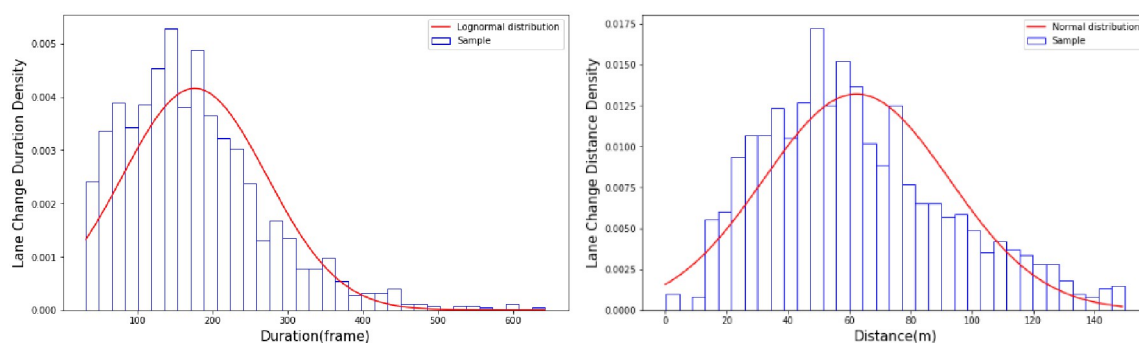 Lognormal distribution
Sample
0.005
0.004
0.003
0.002
0.001
0.000
Lane Change Duration Density
100 200 300 400 500 600
Duration(frame)
Normal distribution
Sample
0.0175
0.0150
0.0125
0.0100
0.0075
0.0050
0.0025
0.0000
Lane Change Distance Density
0 20 40 60 80 100 120 140
Distance(m)